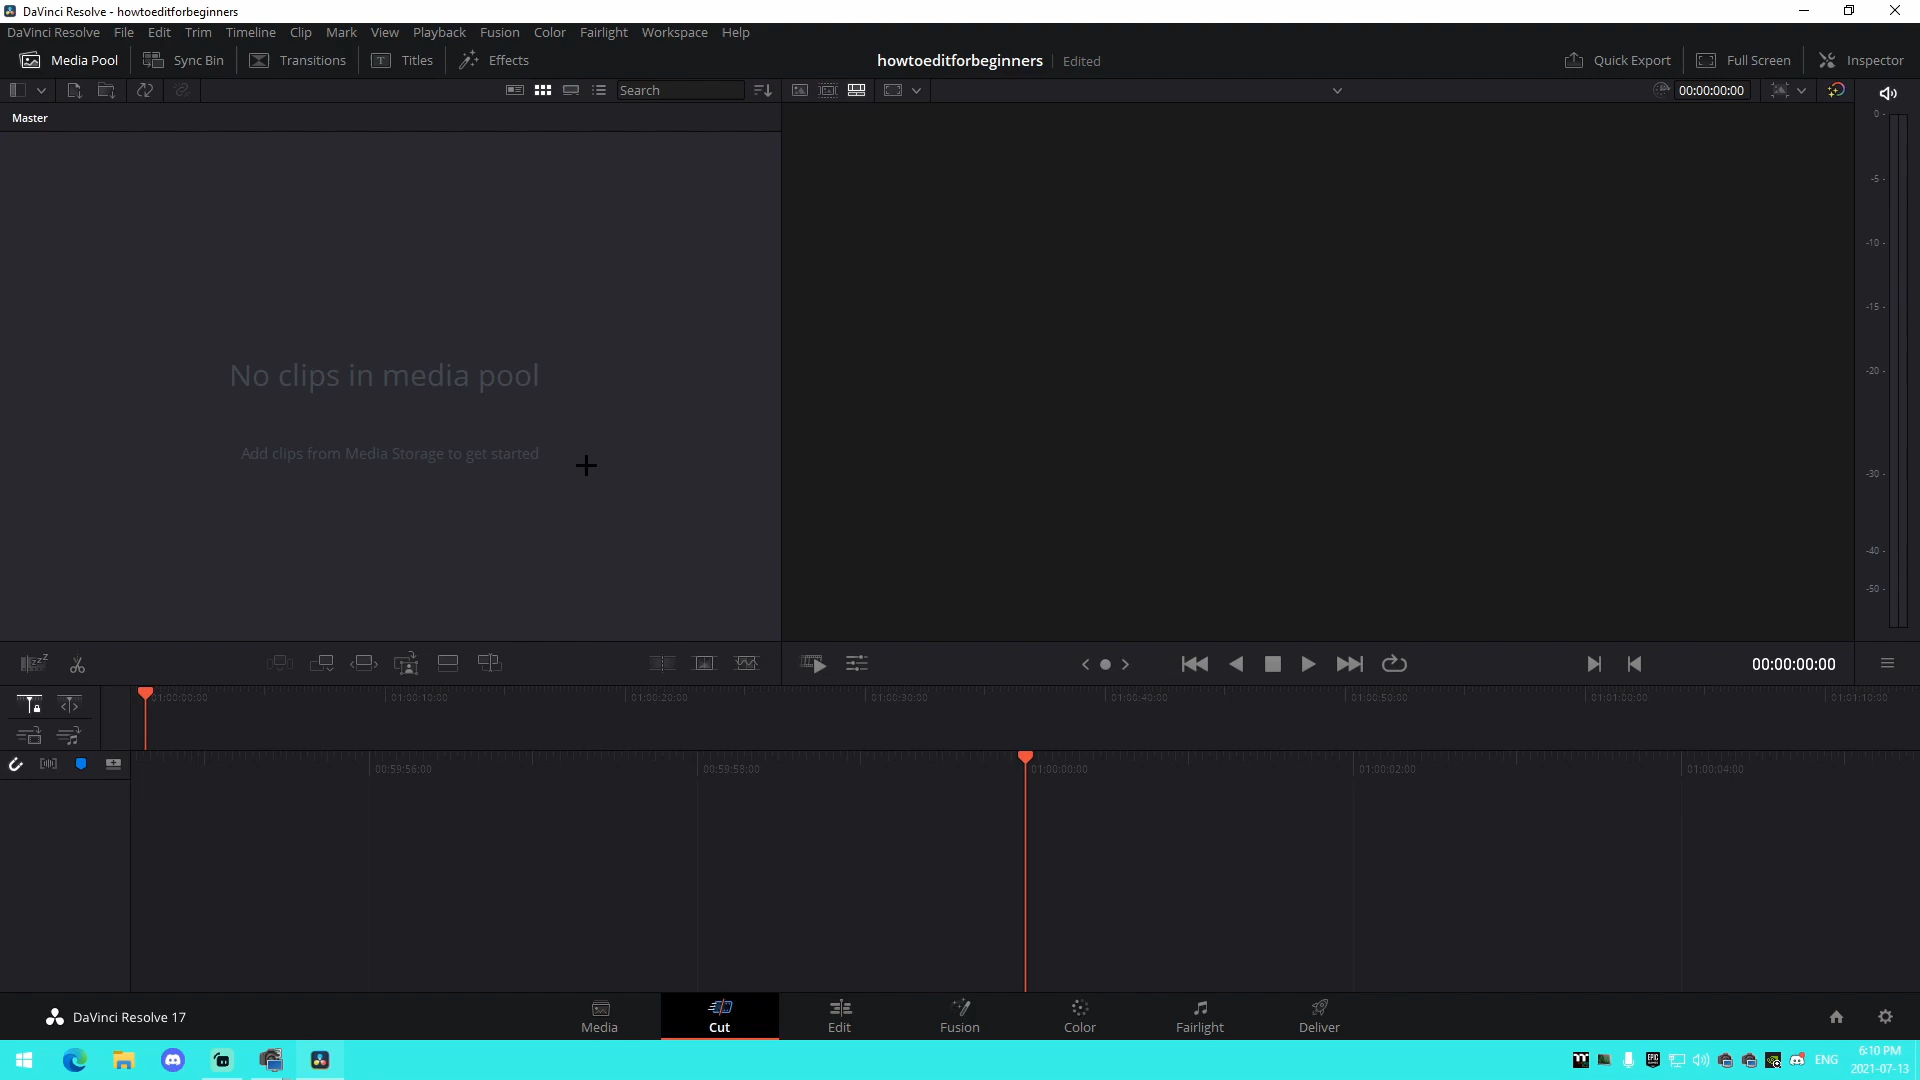 DaVinci Resolve - howtoeditforbeginners
DaVinci Resolve File Edit Trim Timeline Clip Mark View Playback Fusion Color Fairlight Workspace Help
Media Pool Sync Bin Transitions Titles Effects howtoeditforbeginners Edited Quick Export Full Screen Inspector
Search 00:00:00:00
Master
0
-5
-10
-15
-20
-30
-40
-50
No clips in media pool
Add clips from Media Storage to get started
00:00:00:00
01:00:00:00 01:00:10:00 01:00:20:00 01:00:30:00 01:00:40:00 01:00:50:00 01:01:00:00 01:01:10:00
00:59:56:00 00:59:58:00 01:00:00:00 01:00:02:00 01:00:04:00
DaVinci Resolve 17
Media Cut Edit Fusion Color Fairlight Deliver
ENG
6:10 PM
2021-07-13